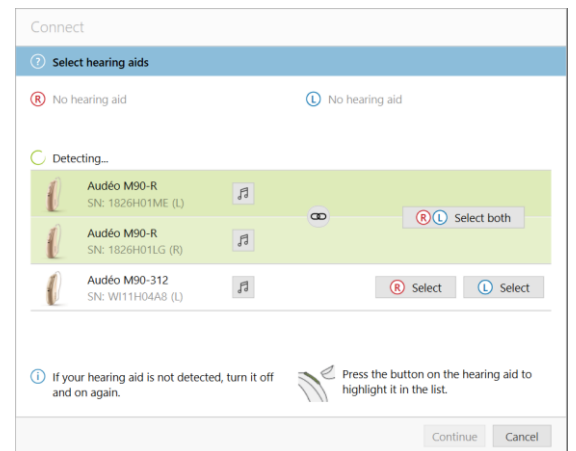 Connect
? Select hearing aids
R No hearing aid
L No hearing aid
Detecting...
Audéo M90-R
SN: 1826H01ME (L)
R L Select both
Audéo M90-R
SN: 1826H01LG (R)
Audéo M90-312
SN: WI11H04A8 (L)
R Select
L Select
i If your hearing aid is not detected, turn it off
and on again.
Press the button on the hearing aid to
highlight it in the list.
Continue
Cancel